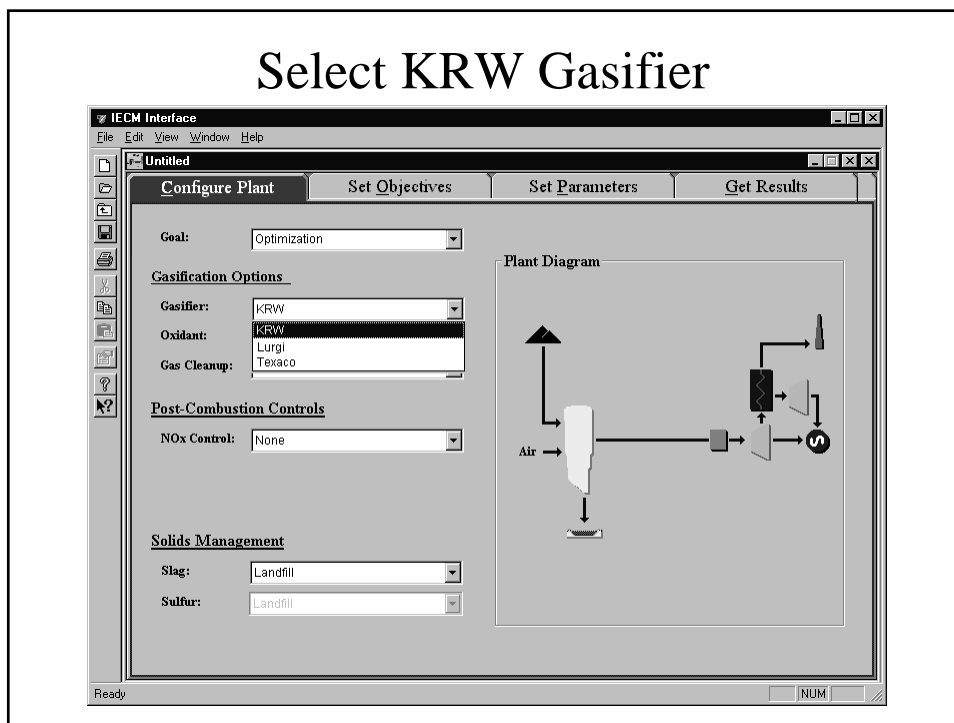 Select KRW Gasifier
IECM Interface
File Edit View Window Help
Untitled
Configure Plant Set Objectives Set Parameters Get Results
Goal: Optimization
Gasification Options
Gasifier: KRW
KRW
Oxidant:
Lurgi
Texaco
Gas Cleanup:
Post-Combustion Controls
NOx Control: None
Solids Management
Slag: Landfill
Sulfur: Landfill
Plant Diagram
Air
S
Ready NUM